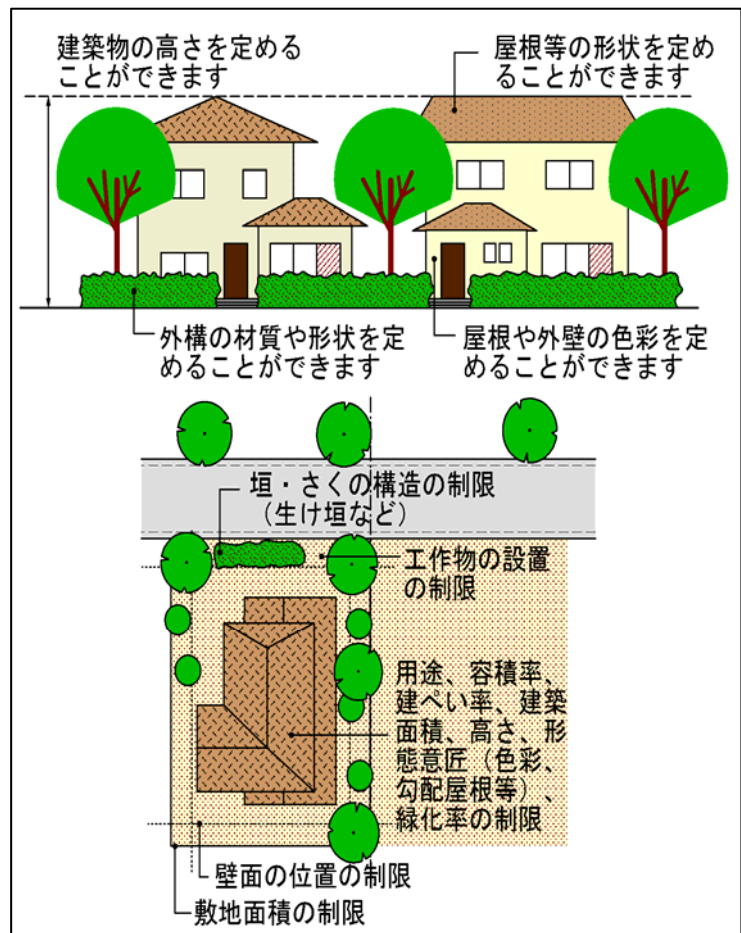 建築物の高さを定める
ことができます
屋根等の形状を定め
ることができます
外構の材質や形状を定
めることができます
屋根や外壁の色彩を定
めることができます
垣・さくの構造の制限
（生け垣など）
工作物の設置
の制限
用途、容積率、
建ぺい率、建築
面積、高さ、形
態意匠（色彩、
勾配屋根等）、
緑化率の制限
壁面の位置の制限
敷地面積の制限